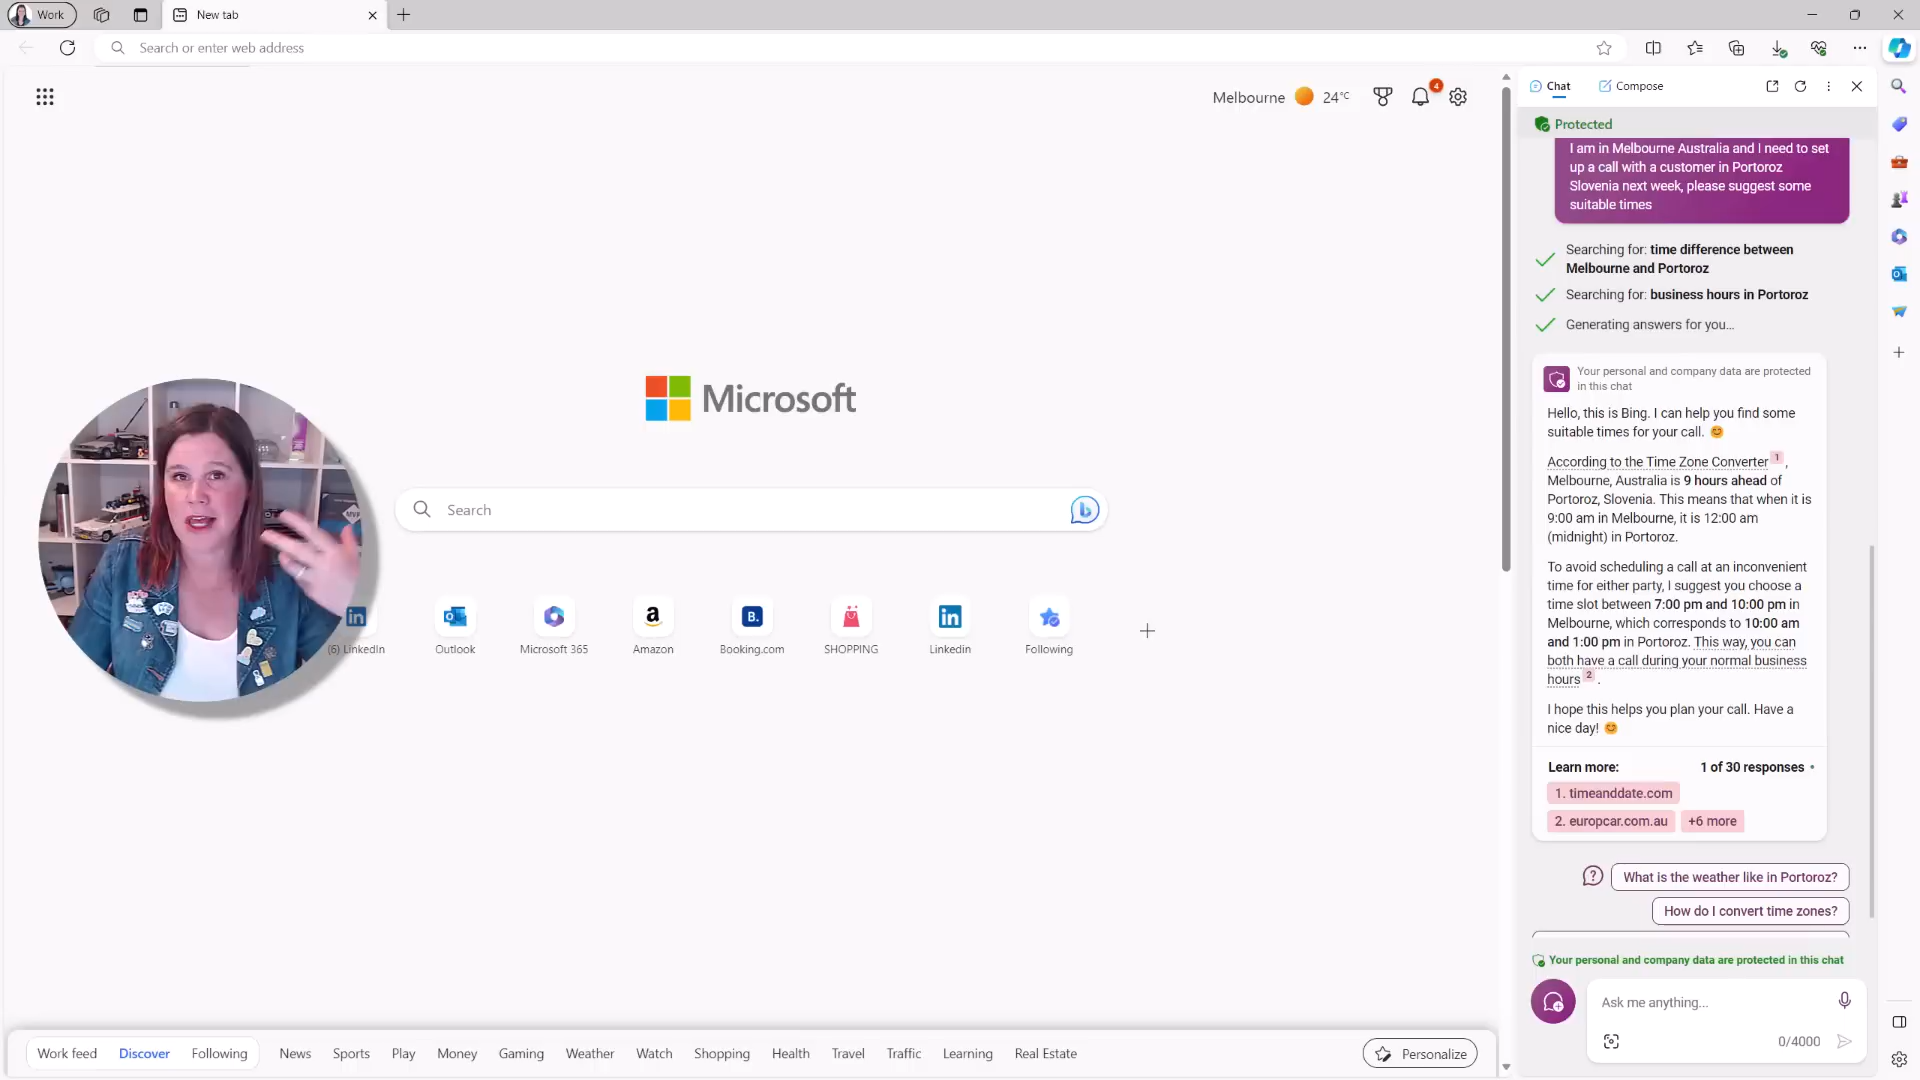 Work
New tab
Search or enter web address
Melbourne 24°C
4
Chat
Compose
Protected
I am in Melbourne Australia and I need to set
up a call with a customer in Portoroz
Slovenia next week, please suggest some
suitable times
Searching for: time difference between
Melbourne and Portoroz
Searching for: business hours in Portoroz
Generating answers for you...
Your personal and company data are protected
in this chat
Hello, this is Bing. I can help you find some
suitable times for your call. 😊
According to the Time Zone Converter 1 ,
Melbourne, Australia is 9 hours ahead of
Portoroz, Slovenia. This means that when it is
9:00 am in Melbourne, it is 12:00 am
(midnight) in Portoroz.
To avoid scheduling a call at an inconvenient
time for either party, I suggest you choose a
time slot between 7:00 pm and 10:00 pm in
Melbourne, which corresponds to 10:00 am
and 1:00 pm in Portoroz. This way, you can
both have a call during your normal business
hours 2 .
I hope this helps you plan your call. Have a
nice day! 😊
Learn more:
1 of 30 responses
1. timeanddate.com
2. europcar.com.au
+6 more
What is the weather like in Portoroz?
How do I convert time zones?
Your personal and company data are protected in this chat
Ask me anything...
0/4000
Microsoft
Search
(6) LinkedIn
Outlook
Microsoft 365
Amazon
Booking.com
SHOPPING
Linkedin
Following
Work feed
Discover
Following
News
Sports
Play
Money
Gaming
Weather
Watch
Shopping
Health
Travel
Traffic
Learning
Real Estate
Personalize